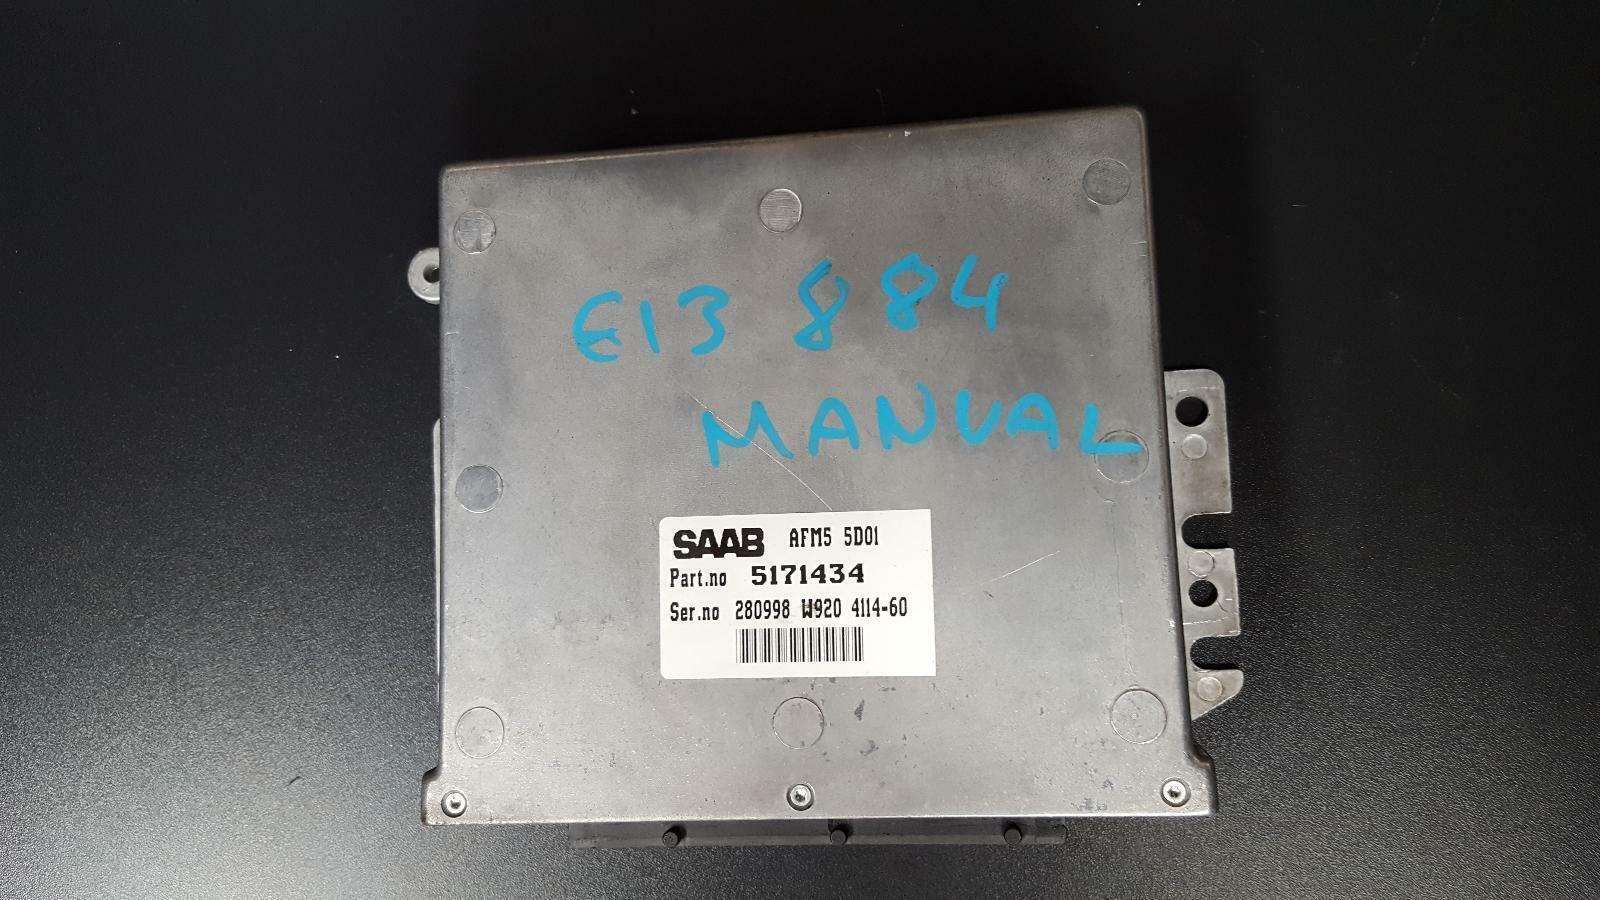 E13 884
MANUAL
SAAB AFM5 5D01
Part.no 5171434
Ser.no 280998 W920 4114-60